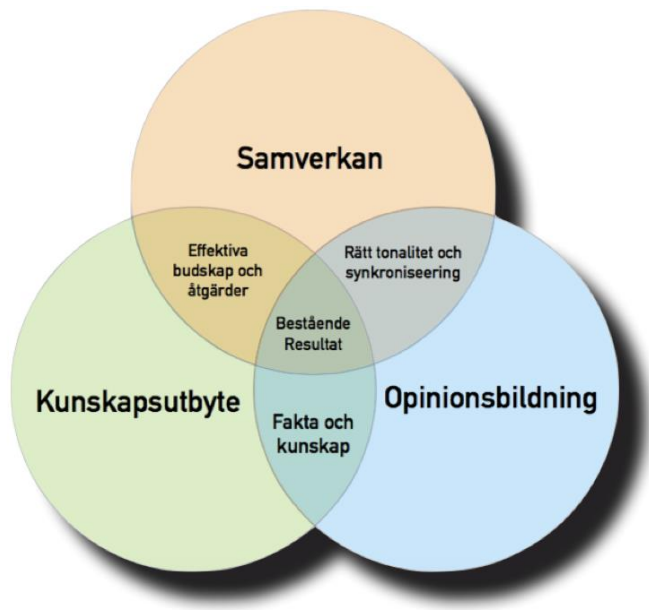 Samverkan
Effektiva
budskap och
åtgärder
Rätt tonalitet och
synkroniseering
Bestående
Resultat
Kunskapsutbyte
Opinionsbildning
Fakta och
kunskap